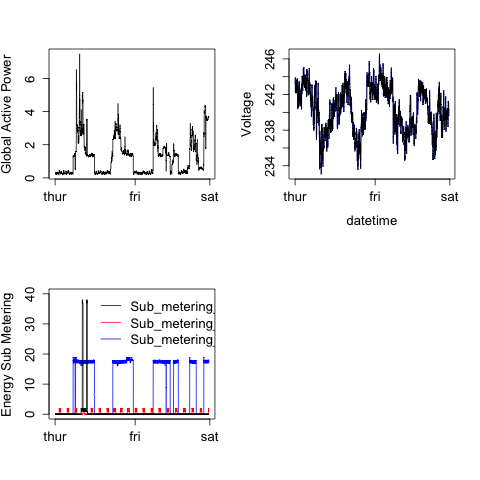 Global Active Power
0 2 4 6
thur fri sat
Voltage
234 238 242 246
thur fri sat
datetime
Energy Sub Metering
0 10 20 30 40
Sub_metering_
Sub_metering_
Sub_metering_
thur fri sat